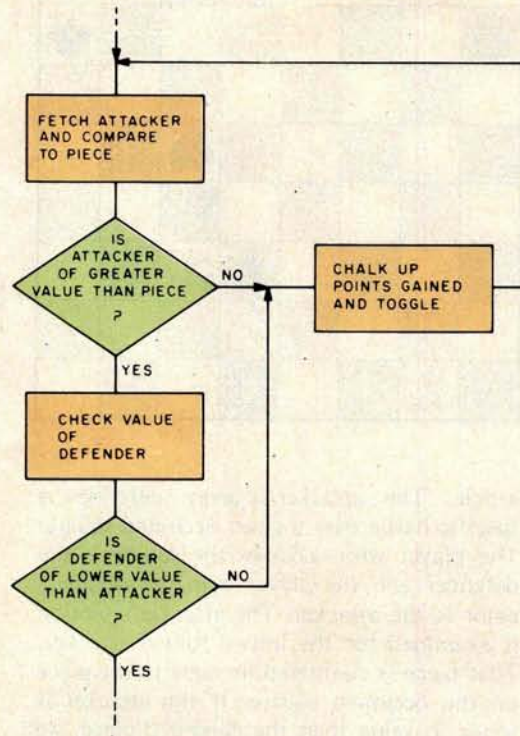 FETCH ATTACKER
AND COMPARE
TO PIECE
IS
ATTACKER
OF GREATER
VALUE THAN PIECE
?
NO
CHALK UP
POINTS GAINED
AND TOGGLE
YES
CHECK VALUE
OF
DEFENDER
IS
DEFENDER
OF LOWER VALUE
THAN ATTACKER
?
NO
YES